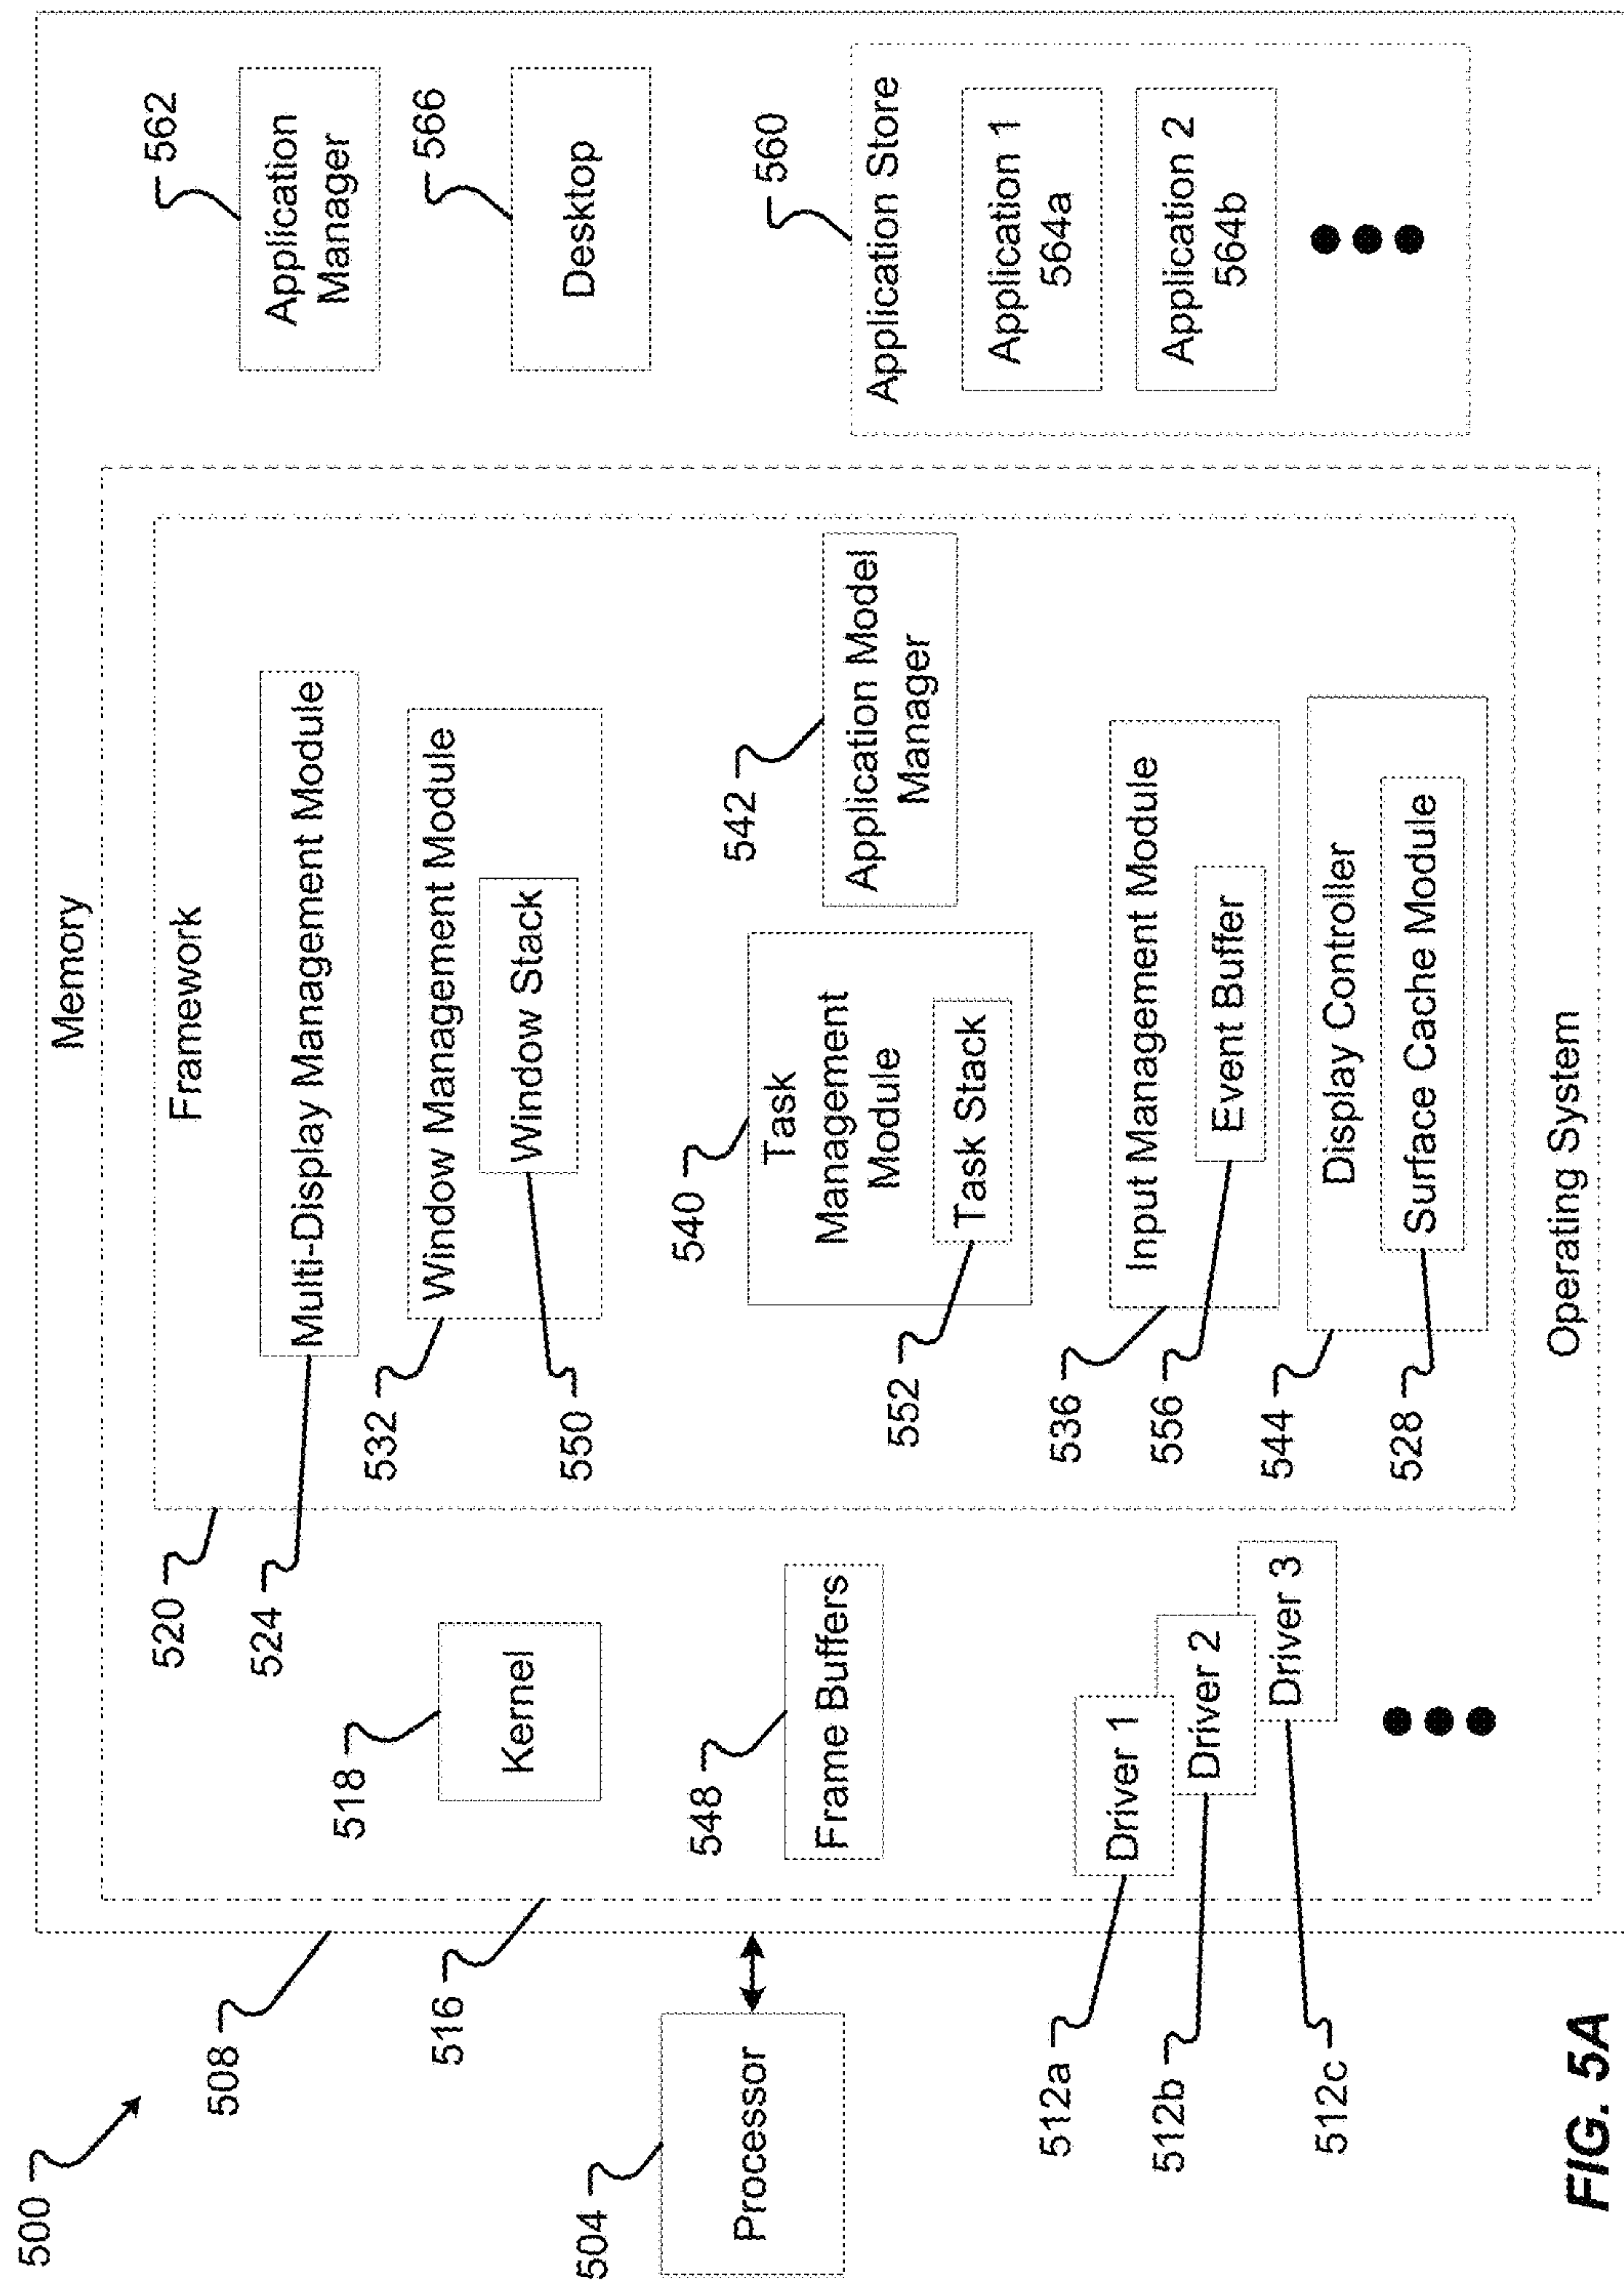 500
508
Memory
516
520
Framework
562
Application
Manager
524
Multi-Display Management Module
566
Desktop
518
Kernel
532
Window Management Module
550
Window Stack
504
Processor
548
Frame Buffers
540
Task
Management
Module
552
Task Stack
542
Application Model
Manager
560
Application Store
Application 1
564a
Application 2
564b
512a
Driver 1
512b
Driver 2
512c
Driver 3
536
Input Management Module
556
Event Buffer
544
Display Controller
528
Surface Cache Module
Operating System
FIG. 5A